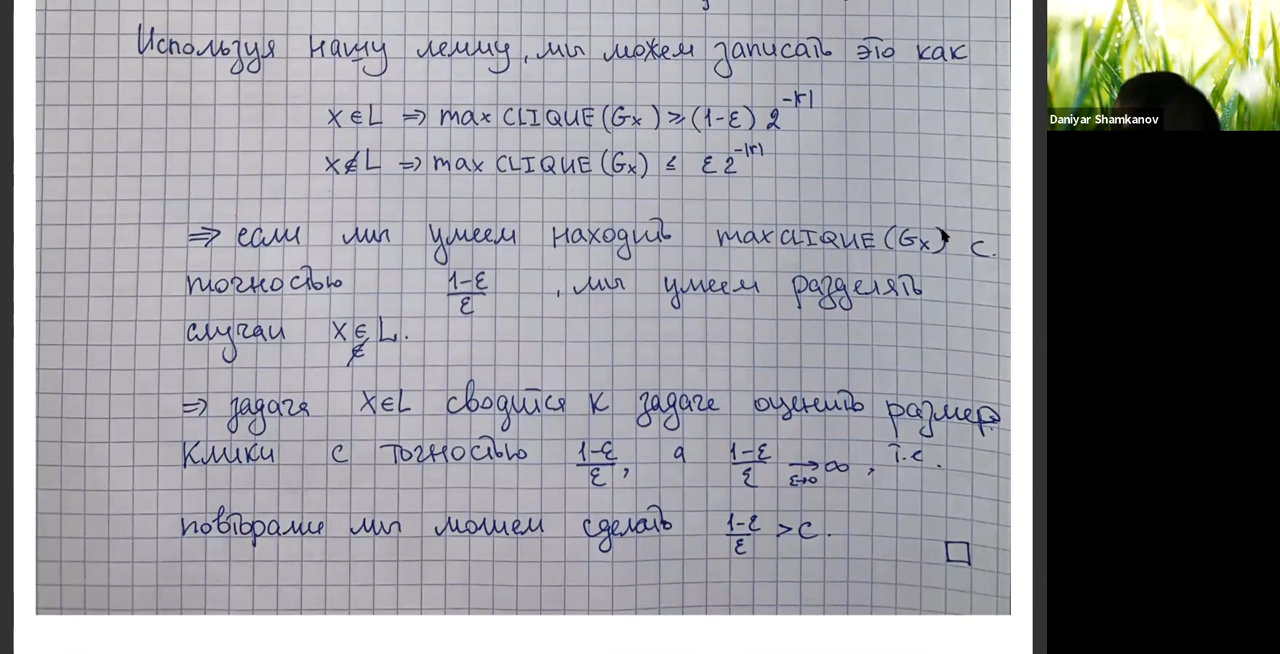 Используя нашу лемму, мы можем записать это как
x∈L ⇒ max CLIQUE(Gx) ≥ (1-ε) 2^{-|r|}
x∉L ⇒ max CLIQUE(Gx) ≤ ε 2^{-|r|}
⇒ если мы умеем находить max CLIQUE(Gx) с
точностью (1-ε)/ε, мы умеем разделять
случаи x ∈ ∉ L.
⇒ задача x∈L сводится к задаче оценить размер
клики с точностью (1-ε)/ε, а (1-ε)/ε →_{ε→0} ∞, т.е.
повторами мы можем сделать (1-ε)/ε > c.
□
Daniyar Shamkanov